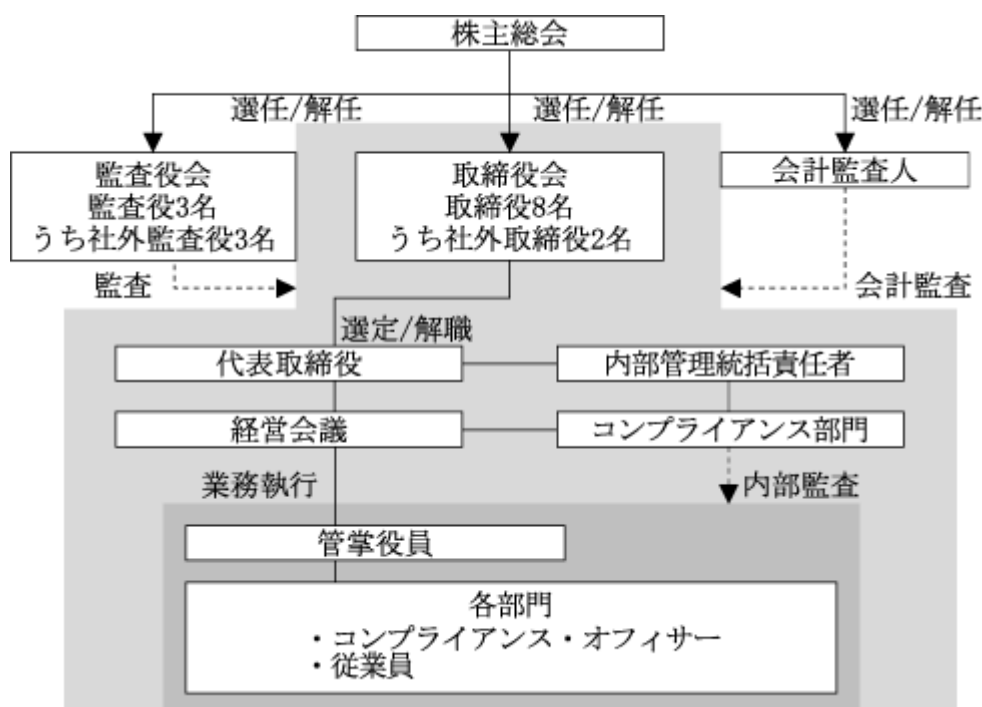 株主総会
選任/解任
選任/解任
選任/解任
監査役会
監査役3名
うち社外監査役3名
取締役会
取締役8名
うち社外取締役2名
会計監査人
監査
会計監査
選定/解職
代表取締役
内部管理統括責任者
経営会議
コンプライアンス部門
業務執行
内部監査
管掌役員
各部門
・コンプライアンス・オフィサー
・従業員